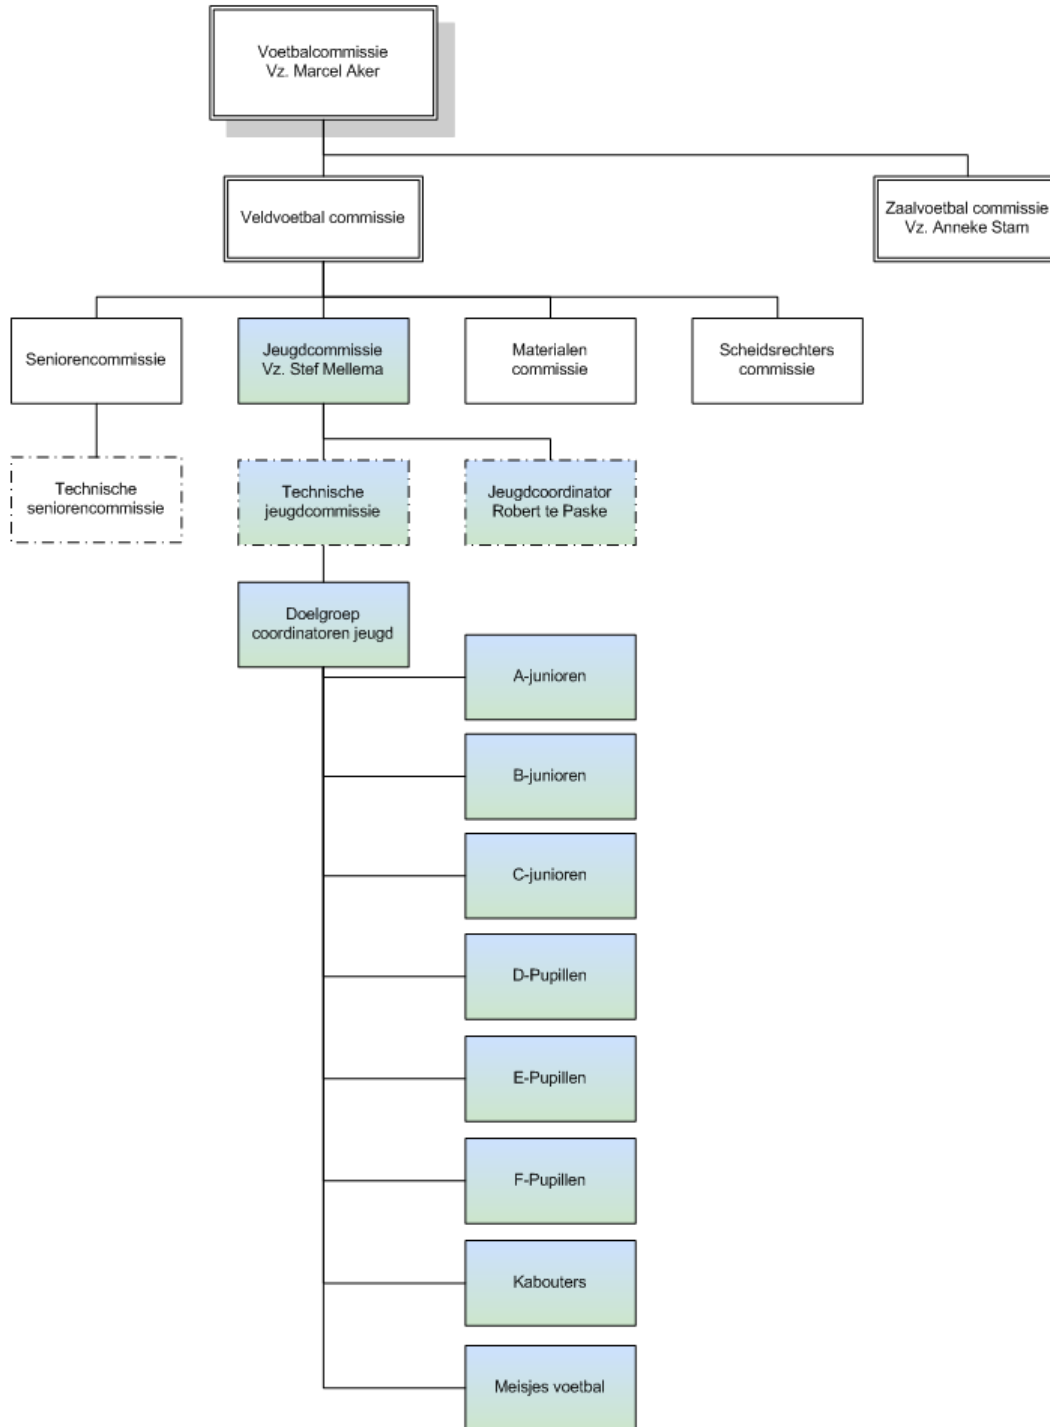 Voetbalcommissie
Vz. Marcel Aker
Veldvoetbal commissie
Zaalvoetbal commissie
Vz. Anneke Stam
Seniorencommissie
Jeugdcommissie
Vz. Stef Mellema
Materialen
commissie
Scheidsrechters
commissie
Technische
seniorencommissie
Technische
jeugdcommissie
Jeugdcoordinator
Robert te Paske
Doelgroep
coordinatoren jeugd
A-junioren
B-junioren
C-junioren
D-Pupillen
E-Pupillen
F-Pupillen
Kabouters
Meisjes voetbal